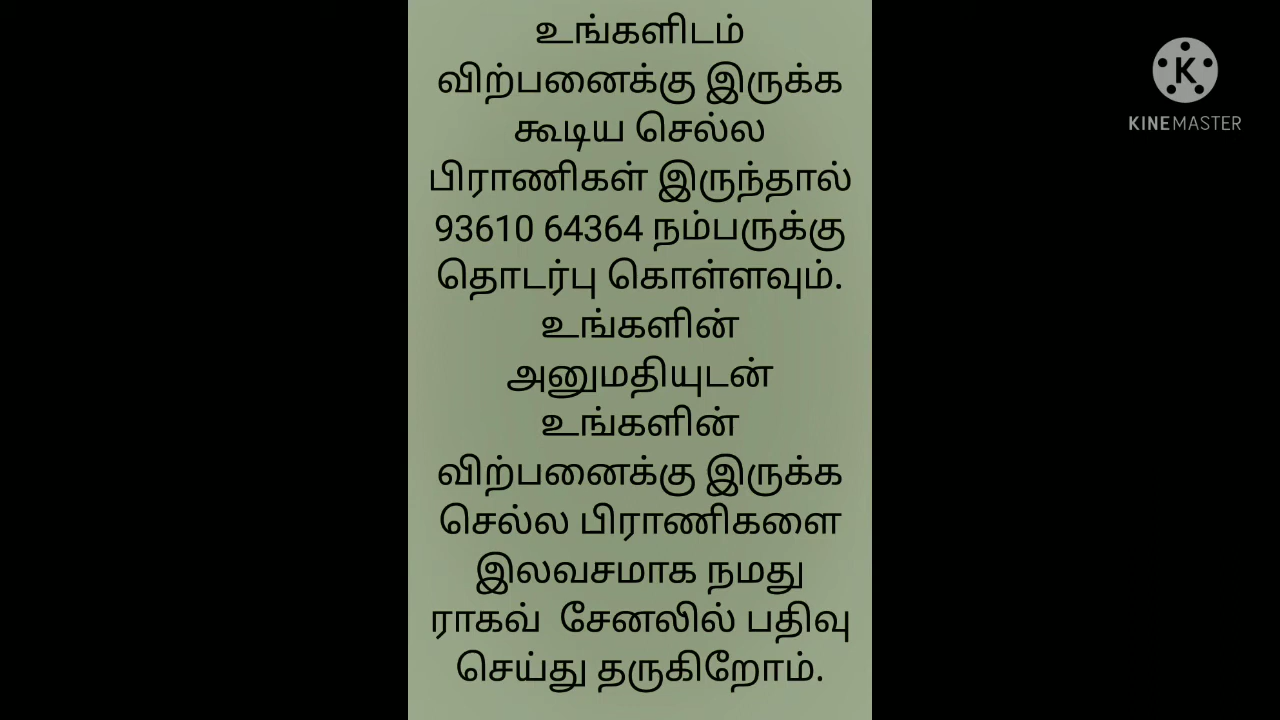 உங்களிடம்
விற்பனைக்கு இருக்க
கூடிய செல்ல
பிராணிகள் இருந்தால்
93610 64364 நம்பருக்கு
தொடர்பு கொள்ளவும்.
உங்களின்
அனுமதியுடன்
உங்களின்
விற்பனைக்கு இருக்க
செல்ல பிராணிகளை
இலவசமாக நமது
ராகவ்  சேனலில் பதிவு
செய்து தருகிறோம்.
K
KINEMASTER